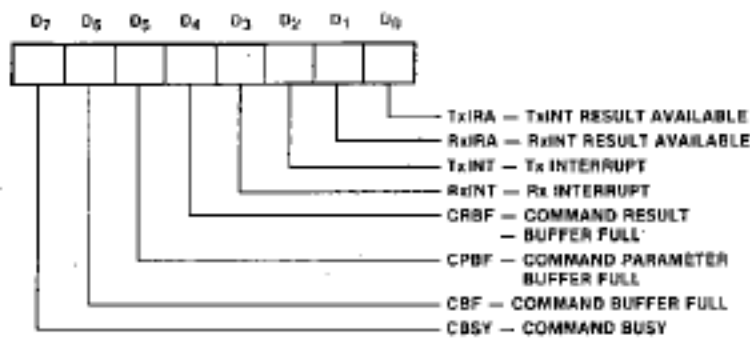 D7 D6 D5 D4 D3 D2 D1 D0
TxIRA — TxINT RESULT AVAILABLE
RxIRA — RxINT RESULT AVAILABLE
TxINT — Tx INTERRUPT
RxINT — Rx INTERRUPT
CRBF — COMMAND RESULT
— BUFFER FULL
CPBF — COMMAND PARAMETER
BUFFER FULL
CBF — COMMAND BUFFER FULL
CBSY — COMMAND BUSY